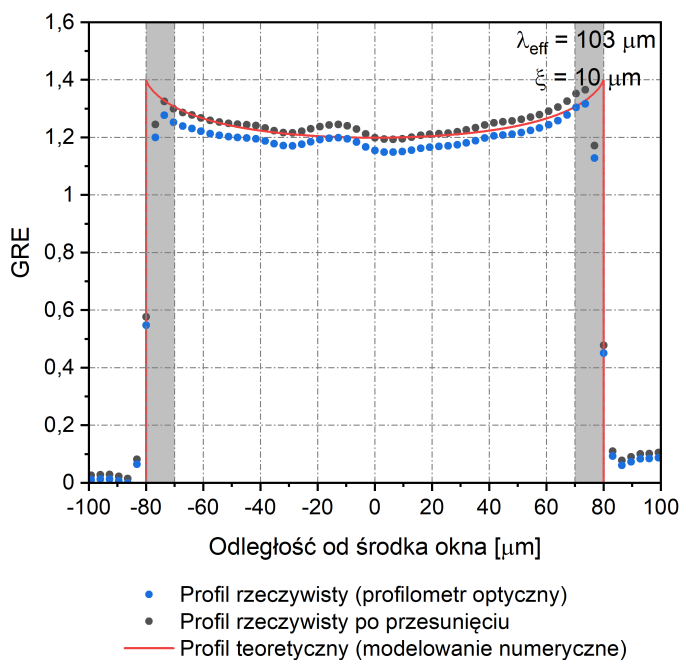 1,6
λeff = 103 μm
ξ = 10 μm
1,4
1,2
1
0,8
0,6
0,4
0,2
0
GRE
-100 -80 -60 -40 -20 0 20 40 60 80 100
Odległość od środka okna [μm]
Profil rzeczywisty (profilometr optyczny)
Profil rzeczywisty po przesunięciu
Profil teoretyczny (modelowanie numeryczne)